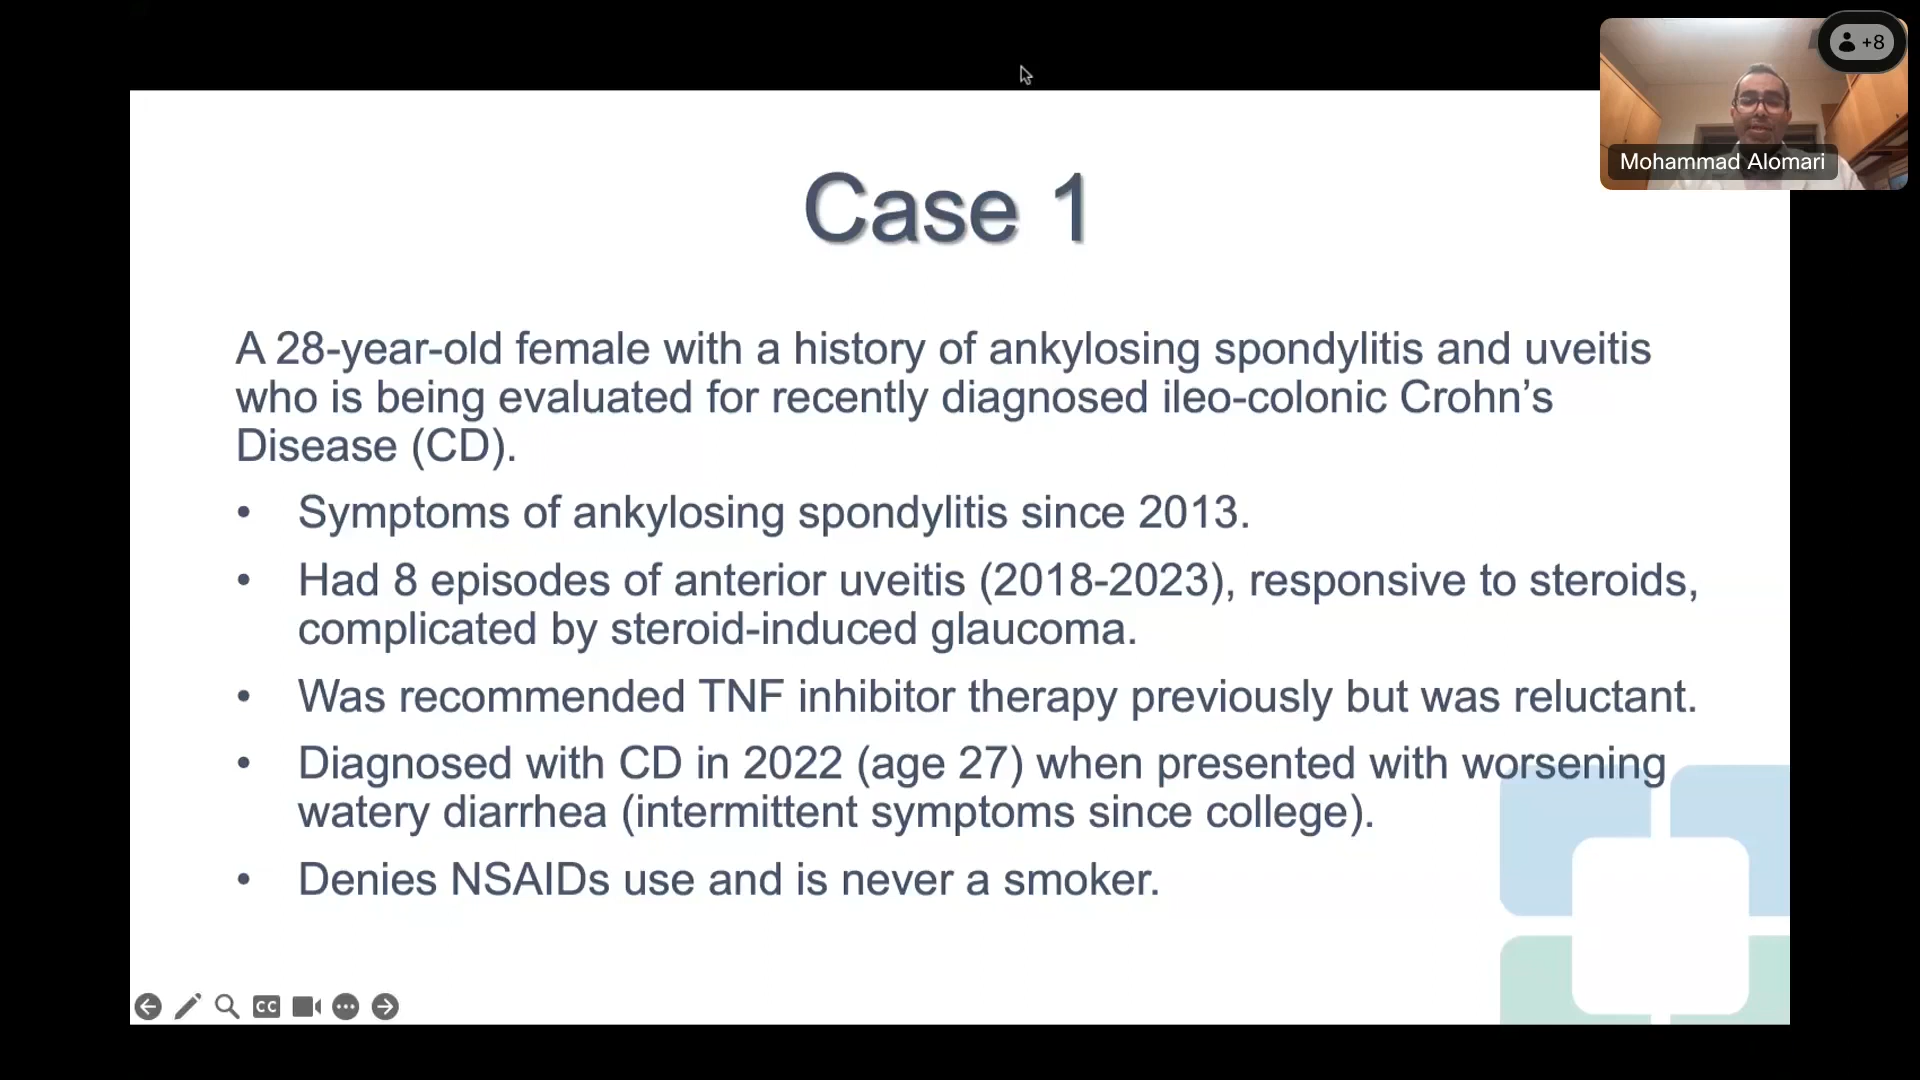 +8
Mohammad Alomari
Case 1
A 28-year-old female with a history of ankylosing spondylitis and uveitis
who is being evaluated for recently diagnosed ileo-colonic Crohn’s
Disease (CD).
• Symptoms of ankylosing spondylitis since 2013.
• Had 8 episodes of anterior uveitis (2018-2023), responsive to steroids,
complicated by steroid-induced glaucoma.
• Was recommended TNF inhibitor therapy previously but was reluctant.
• Diagnosed with CD in 2022 (age 27) when presented with worsening
watery diarrhea (intermittent symptoms since college).
• Denies NSAIDs use and is never a smoker.
CC